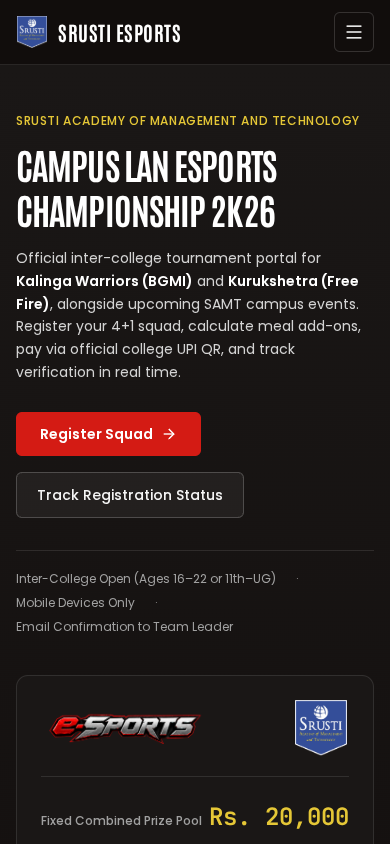 SRUSTI
SRUSTI ESPORTS
SRUSTI ACADEMY OF MANAGEMENT AND TECHNOLOGY
CAMPUS LAN ESPORTS
CHAMPIONSHIP 2K26
Official inter-college tournament portal for
Kalinga Warriors (BGMI) and Kurukshetra (Free
Fire), alongside upcoming SAMT campus events.
Register your 4+1 squad, calculate meal add-ons,
pay via official college UPI QR, and track
verification in real time.
Register Squad →
Track Registration Status
Inter-College Open (Ages 16–22 or 11th–UG) ·
Mobile Devices Only ·
Email Confirmation to Team Leader
e-SPORTS
SRUSTI
Fixed Combined Prize Pool Rs. 20,000